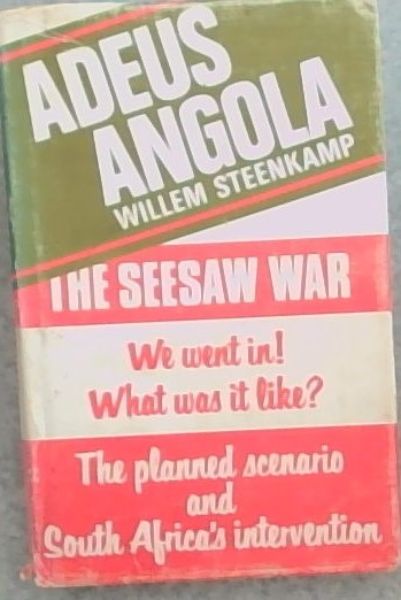 ADEUS
ANGOLA
WILLEM STEENKAMP
THE SEESAW WAR
We went in!
What was it like?
The planned scenario
and
South Africa's intervention